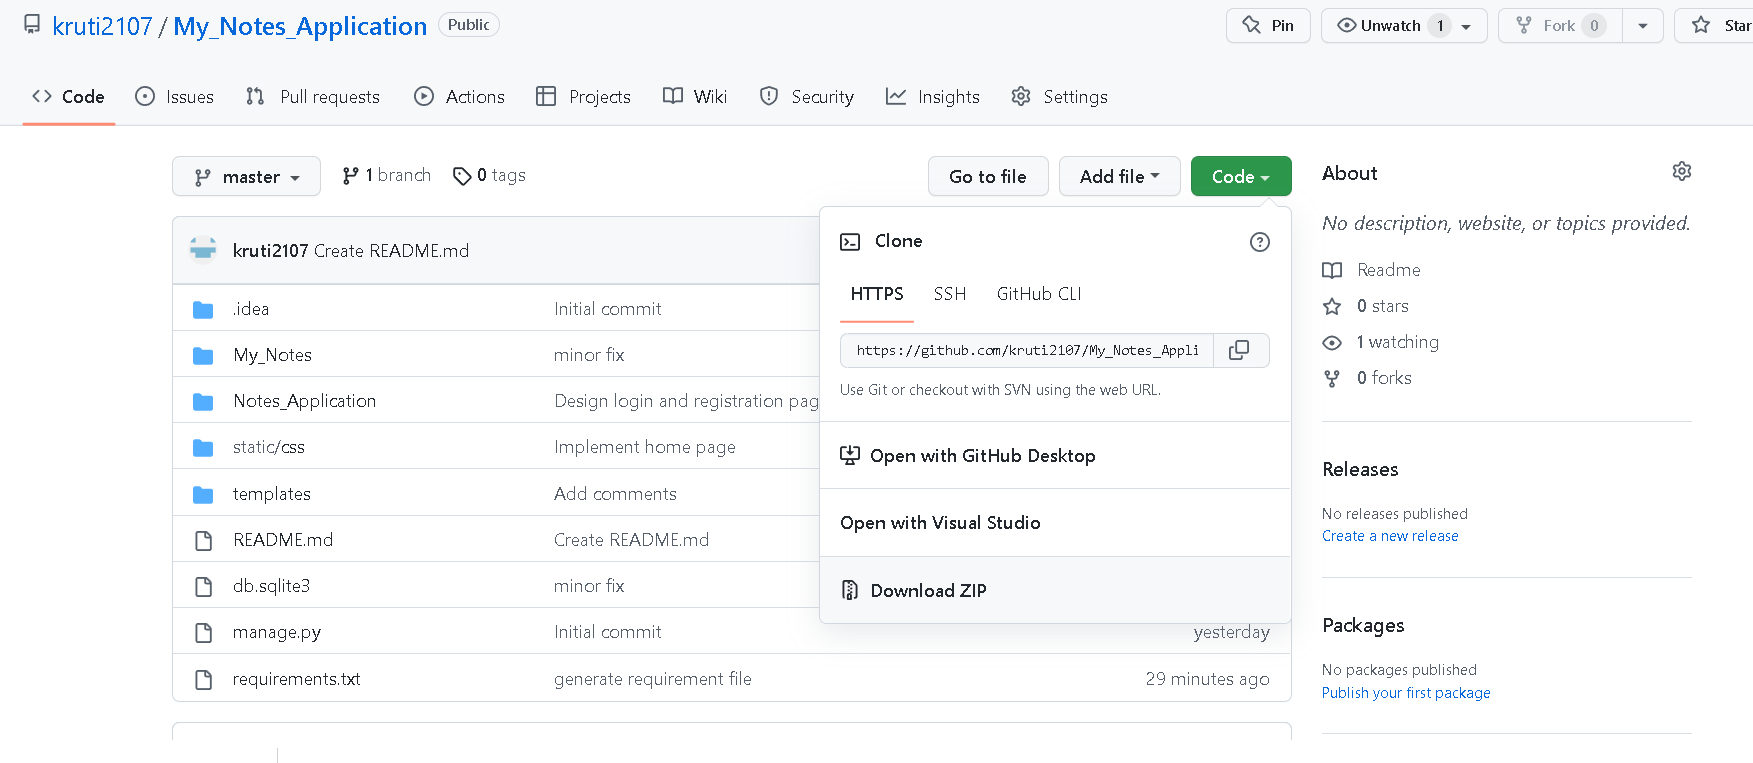 kruti2107 / My_Notes_Application Public Pin Unwatch 1 Fork 0 Star
Code Issues Pull requests Actions Projects Wiki Security Insights Settings
master 1 branch 0 tags Go to file Add file Code
kruti2107 Create README.md
.idea Initial commit
My_Notes minor fix
Notes_Application Design login and registration pag
static/css Implement home page
templates Add comments
README.md Create README.md
db.sqlite3 minor fix
manage.py Initial commit yesterday
requirements.txt generate requirement file 29 minutes ago
Clone
HTTPS SSH GitHub CLI
https://github.com/kruti2107/My_Notes_Appli
Use Git or checkout with SVN using the web URL.
Open with GitHub Desktop
Open with Visual Studio
Download ZIP
About
No description, website, or topics provided.
Readme
0 stars
1 watching
0 forks
Releases
No releases published
Create a new release
Packages
No packages published
Publish your first package